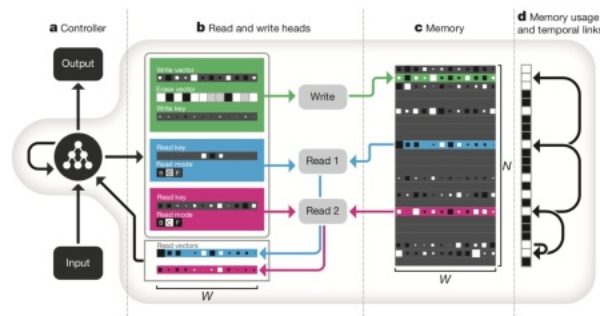 a Controller
b Read and write heads
c Memory
d Memory usage
and temporal links
Output
Input
Write vector
Erase vector
Write key
Read key
Read mode
B C F
Read key
Read mode
B C F
Read vectors
W
Write
Read 1
Read 2
N
W